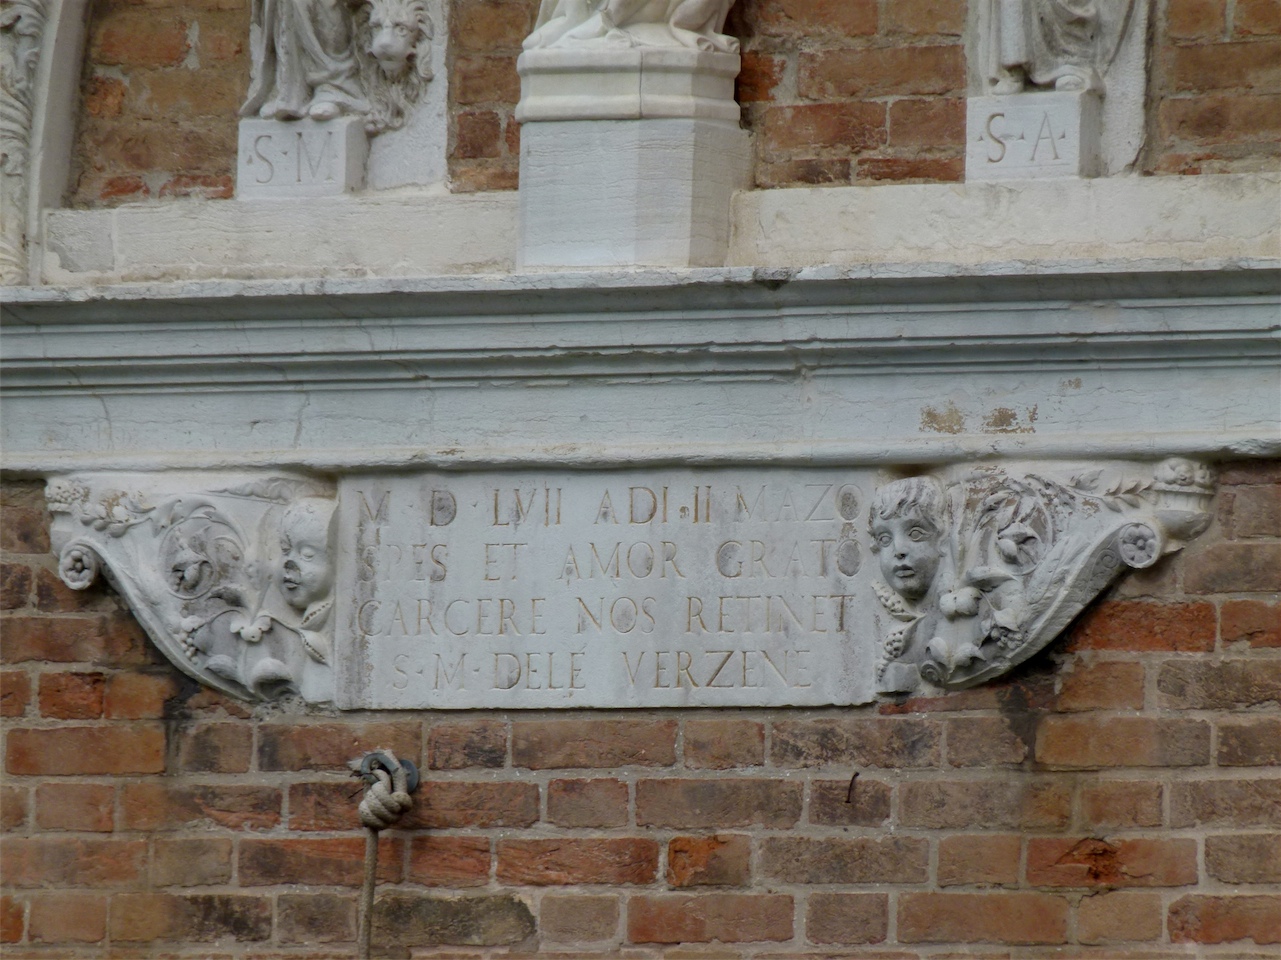 S·M
·S·A·
M·D·LVII ADI·II MAZO
SPES ET AMOR GRATO
CARCERE NOS RETINET
S·M·DELE VERZENE